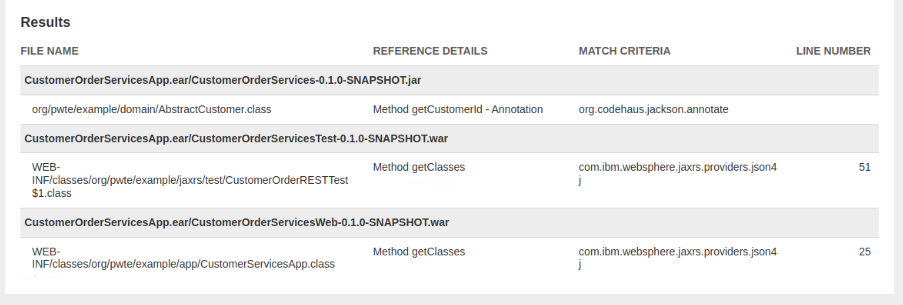 Results
FILE NAME REFERENCE DETAILS MATCH CRITERIA LINE NUMBER
CustomerOrderServicesApp.ear/CustomerOrderServices-0.1.0-SNAPSHOT.jar
org/pwte/example/domain/AbstractCustomer.class Method getCustomerId - Annotation org.codehaus.jackson.annotate
CustomerOrderServicesApp.ear/CustomerOrderServicesTest-0.1.0-SNAPSHOT.war
WEB- Method getClasses com.ibm.websphere.jaxrs.providers.json4 51
INF/classes/org/pwte/example/jaxrs/test/CustomerOrderRESTTest j
$1.class
CustomerOrderServicesApp.ear/CustomerOrderServicesWeb-0.1.0-SNAPSHOT.war
WEB- Method getClasses com.ibm.websphere.jaxrs.providers.json4 25
INF/classes/org/pwte/example/app/CustomerServicesApp.class j